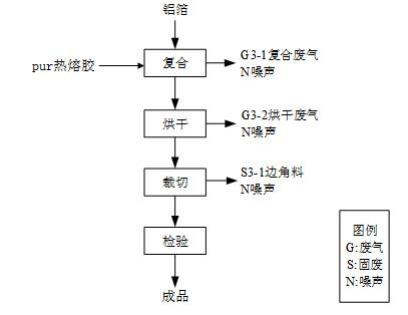 铝箔
pur热熔胶
复合
G3-1复合废气
N噪声
烘干
G3-2烘干废气
N噪声
裁切
S3-1边角料
N噪声
检验
成品
图例
G:废气
S:固废
N:噪声